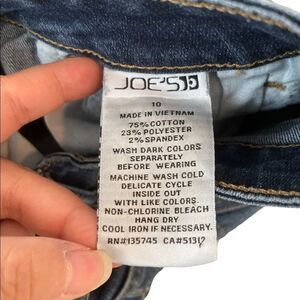 JOE'S
10
MADE IN VIETNAM
75% COTTON
23% POLYESTER
2% SPANDEX
WASH DARK COLORS
SEPARATELY
BEFORE WEARING
MACHINE WASH COLD
DELICATE CYCLE
INSIDE OUT
WITH LIKE COLORS.
NON-CHLORINE BLEACH
HANG DRY
COOL IRON IF NECESSARY.
RN#135745 CA#51312